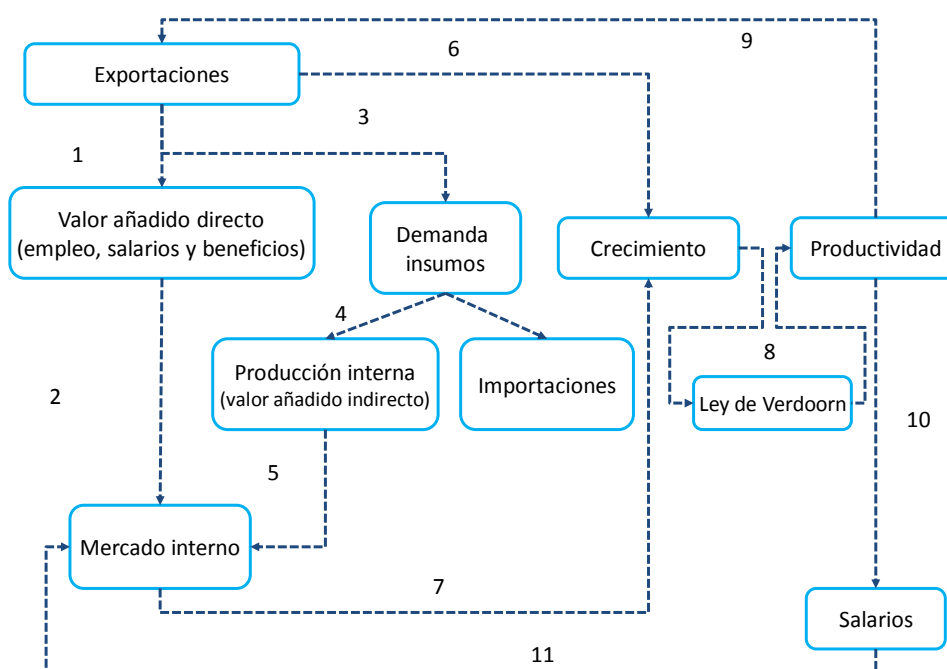 9
6
Exportaciones
3
1
Valor añadido directo
(empleo, salarios y beneficios)
Demanda
insumos
Crecimiento
Productividad
4
8
Producción interna
(valor añadido indirecto)
Importaciones
Ley de Verdoorn
2
10
5
Mercado interno
7
Salarios
11